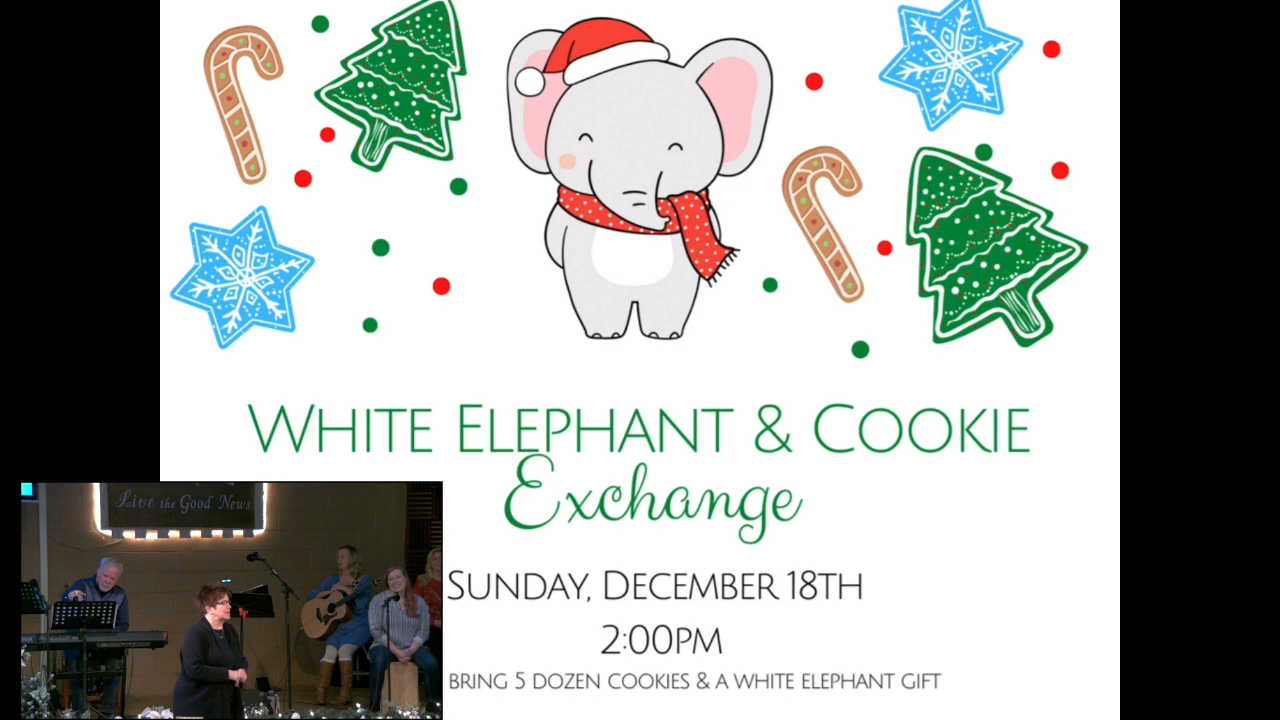 WHITE ELEPHANT & COOKIE
Exchange
SUNDAY, DECEMBER 18TH
2:00PM
BRING 5 DOZEN COOKIES & A WHITE ELEPHANT GIFT
Live the Good News